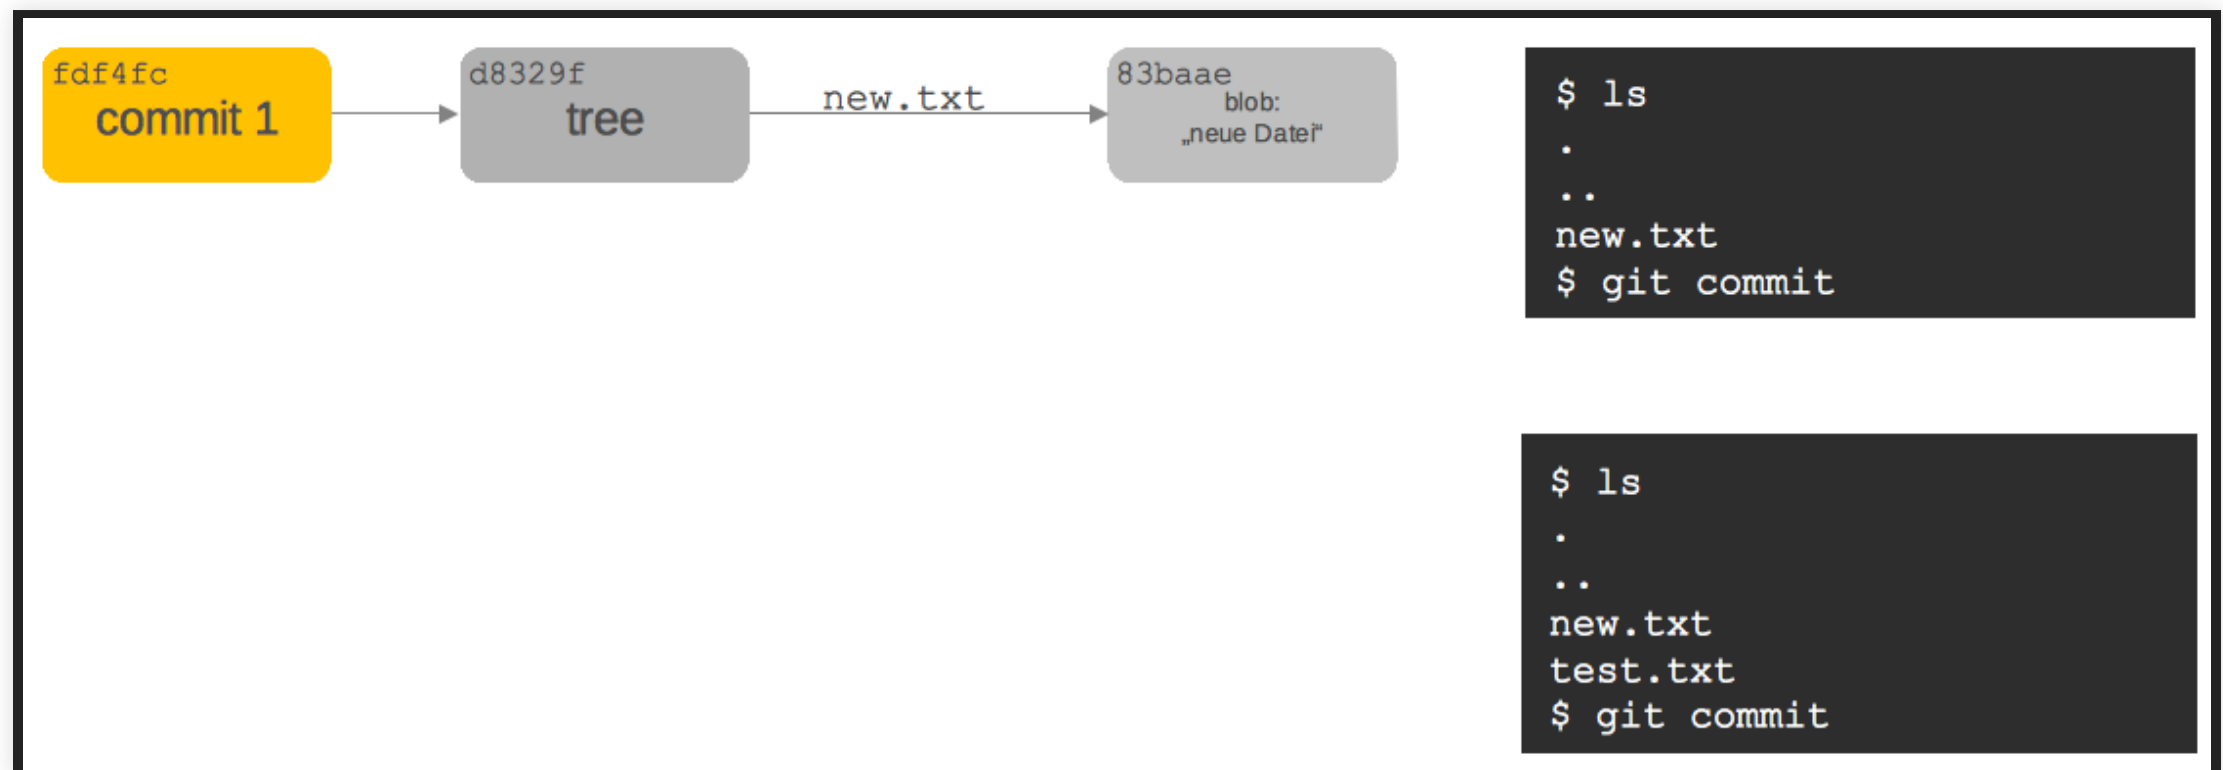 fdf4fc
commit 1
d8329f
tree
new.txt
83baae
blob:
„neue Datei“
$ ls
.
..
new.txt
$ git commit
$ ls
.
..
new.txt
test.txt
$ git commit